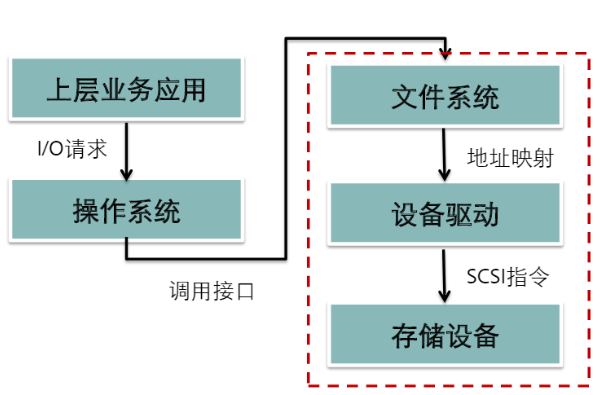 上层业务应用
I/O请求
操作系统
调用接口
文件系统
地址映射
设备驱动
SCSI指令
存储设备